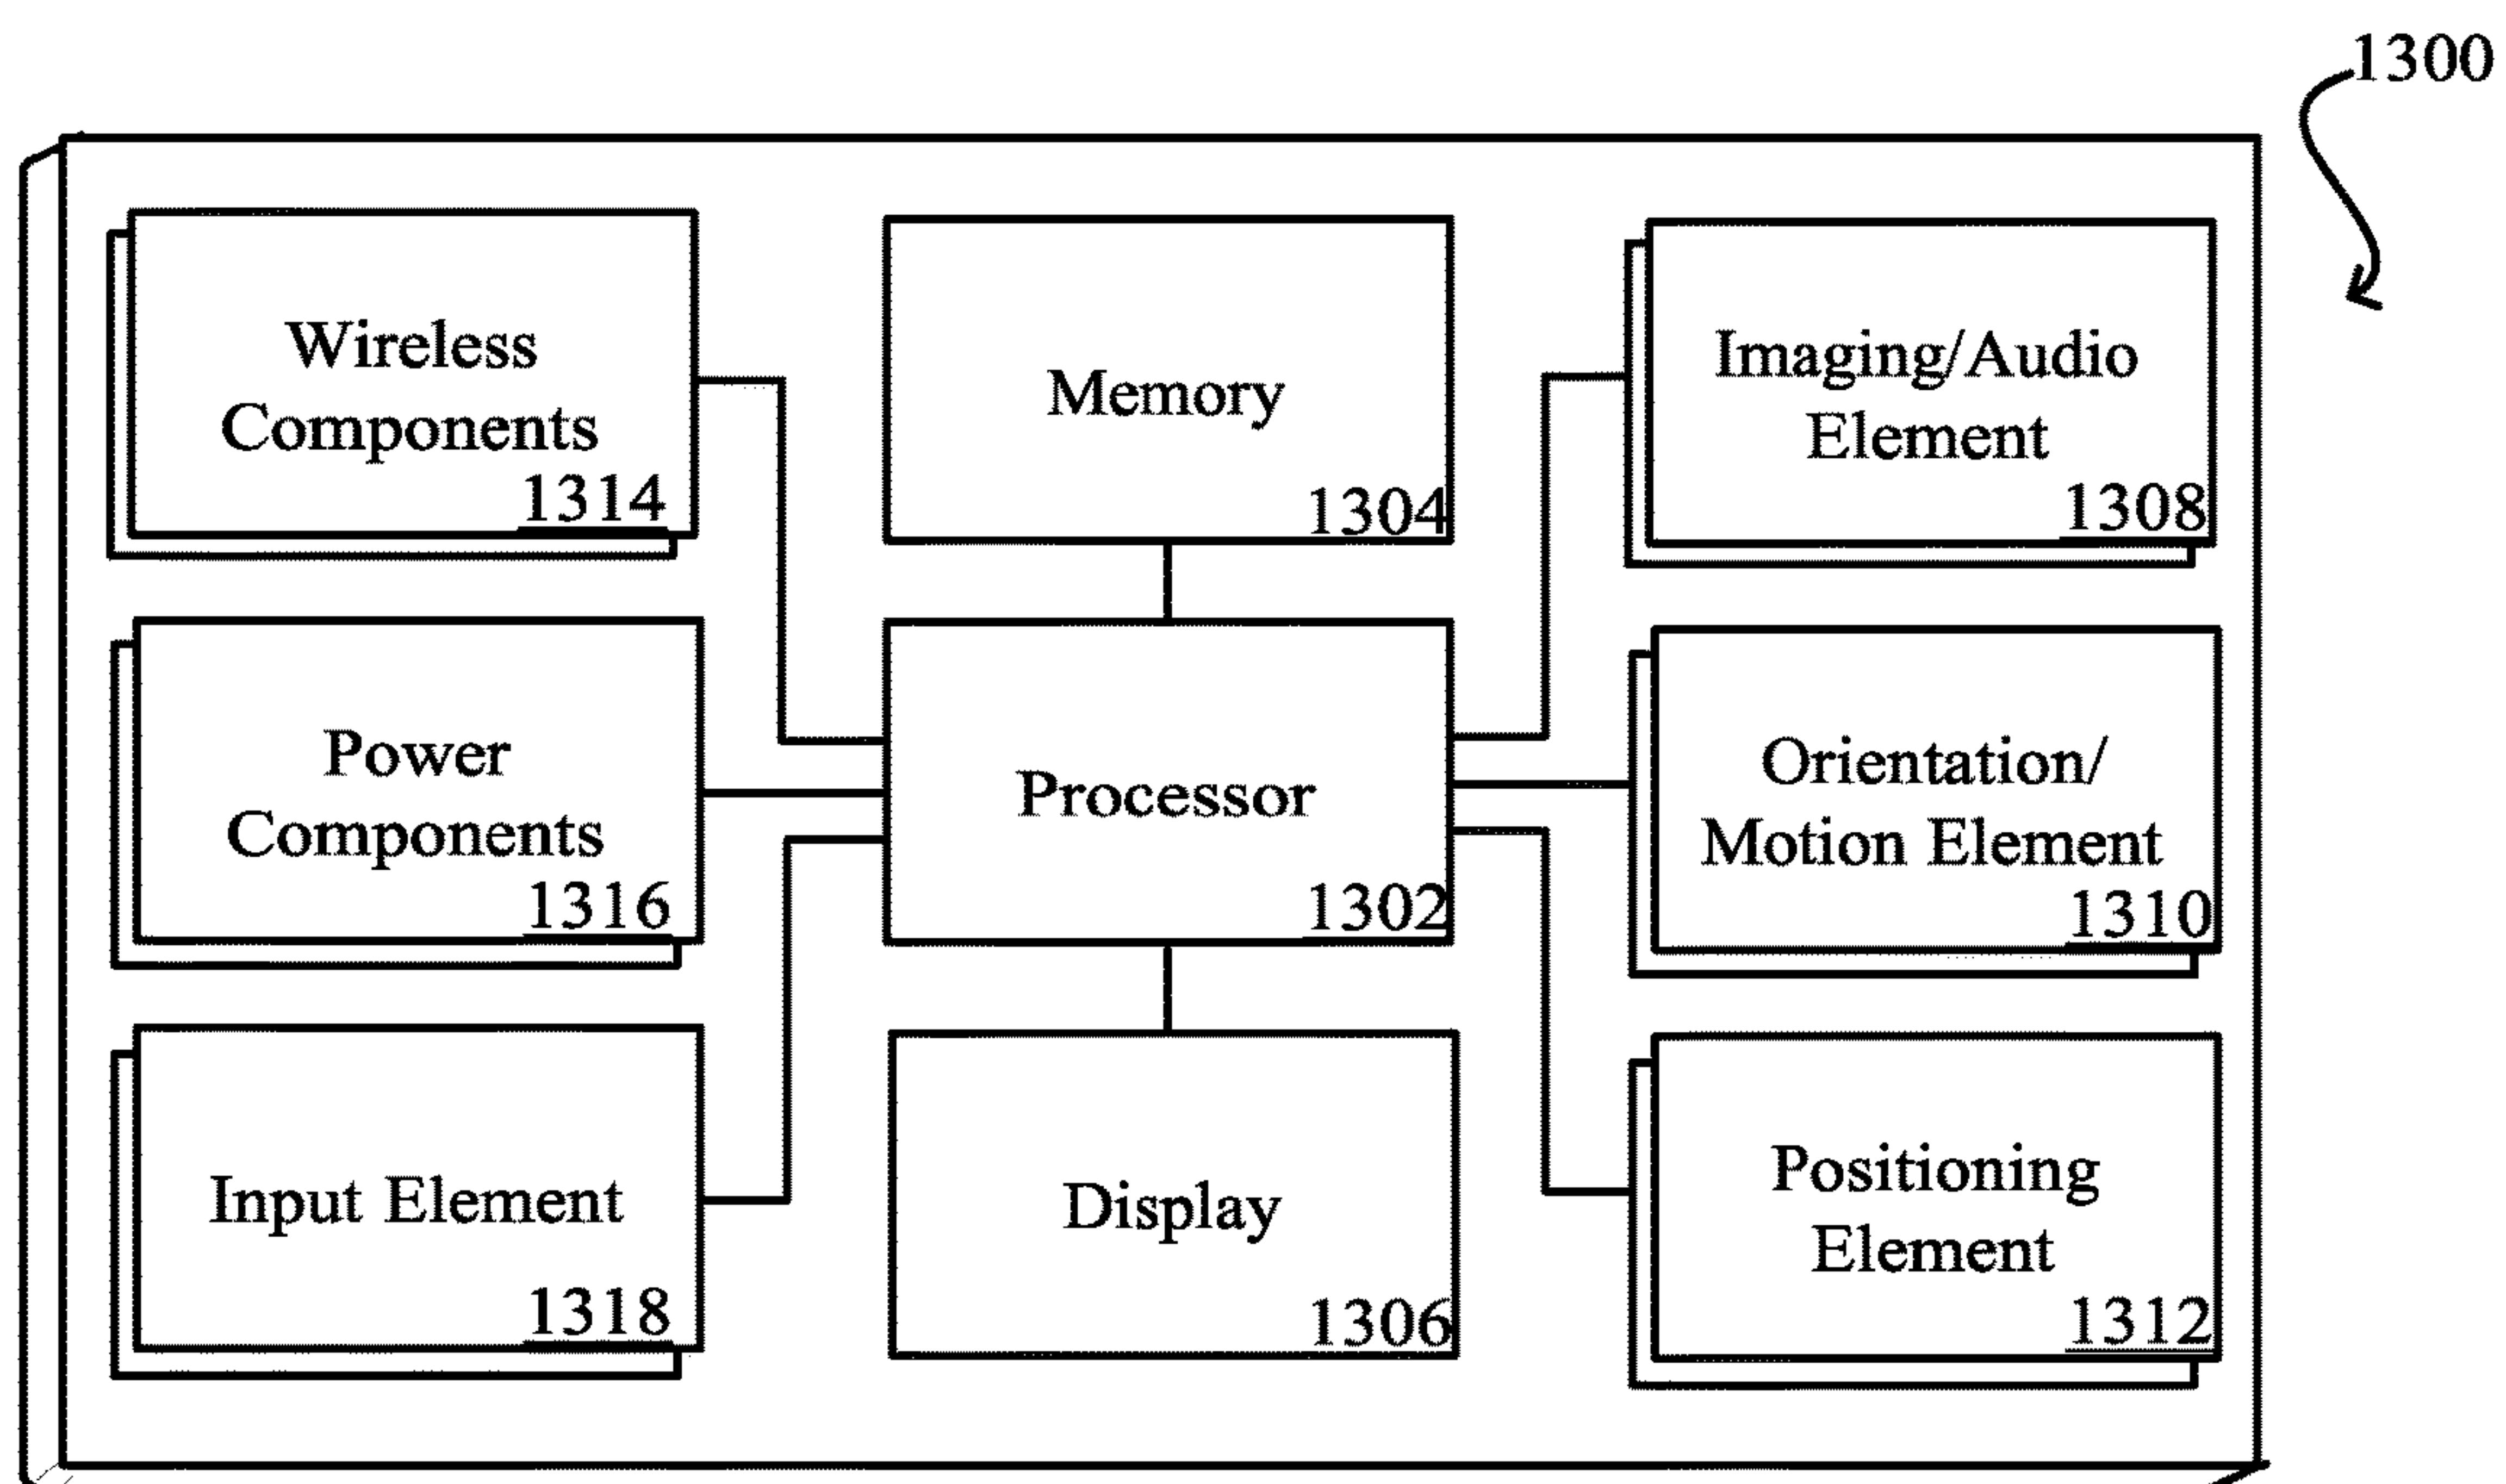 1300
Wireless
Components
1314
Memory
1304
Imaging/Audio
Element
1308
Power
Components
1316
Processor
1302
Orientation/
Motion Element
1310
Input Element
1318
Display
1306
Positioning
Element
1312